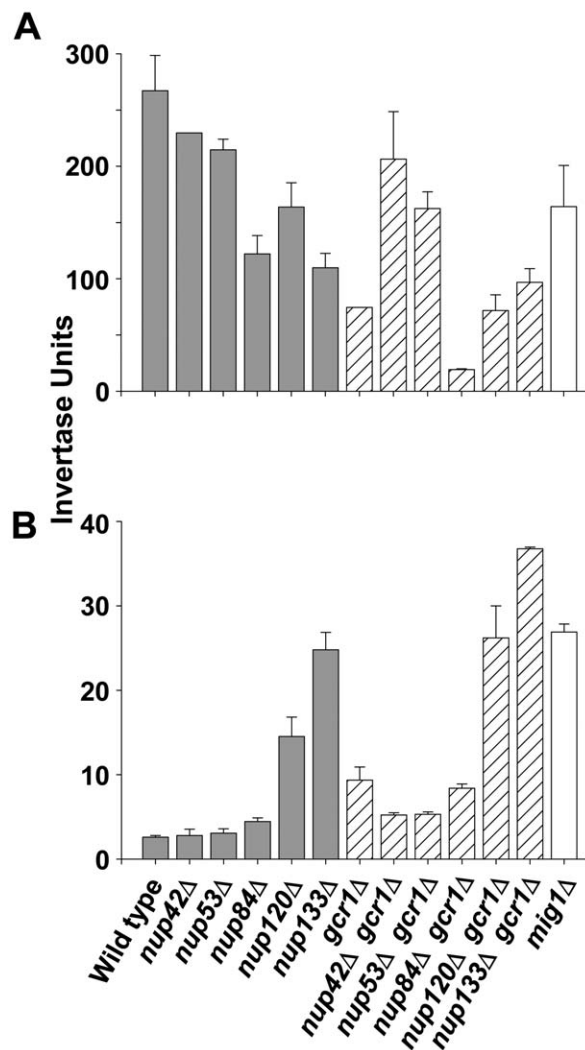 A
300
200
100
0
Invertase Units
B
40
30
20
10
0
Wild type
nup42Δ
nup53Δ
nup84Δ
nup120Δ
nup133Δ
gcr1Δ
nup42Δ gcr1Δ
nup53Δ gcr1Δ
nup84Δ gcr1Δ
nup120Δ gcr1Δ
nup133Δ gcr1Δ
mig1Δ